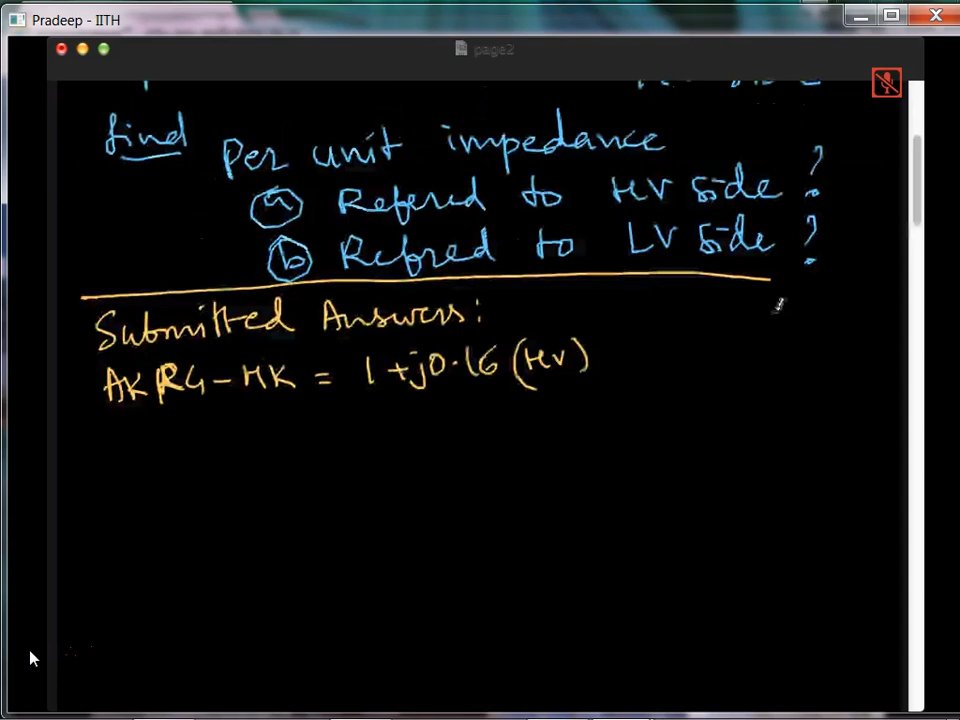 Pradeep - IITH
page2
find Per unit impedance
(a) Refered to HV side ?
(b) Refred to LV side ?
Submitted Answers:
AKRG-HK = 1+j0.16 (HV)